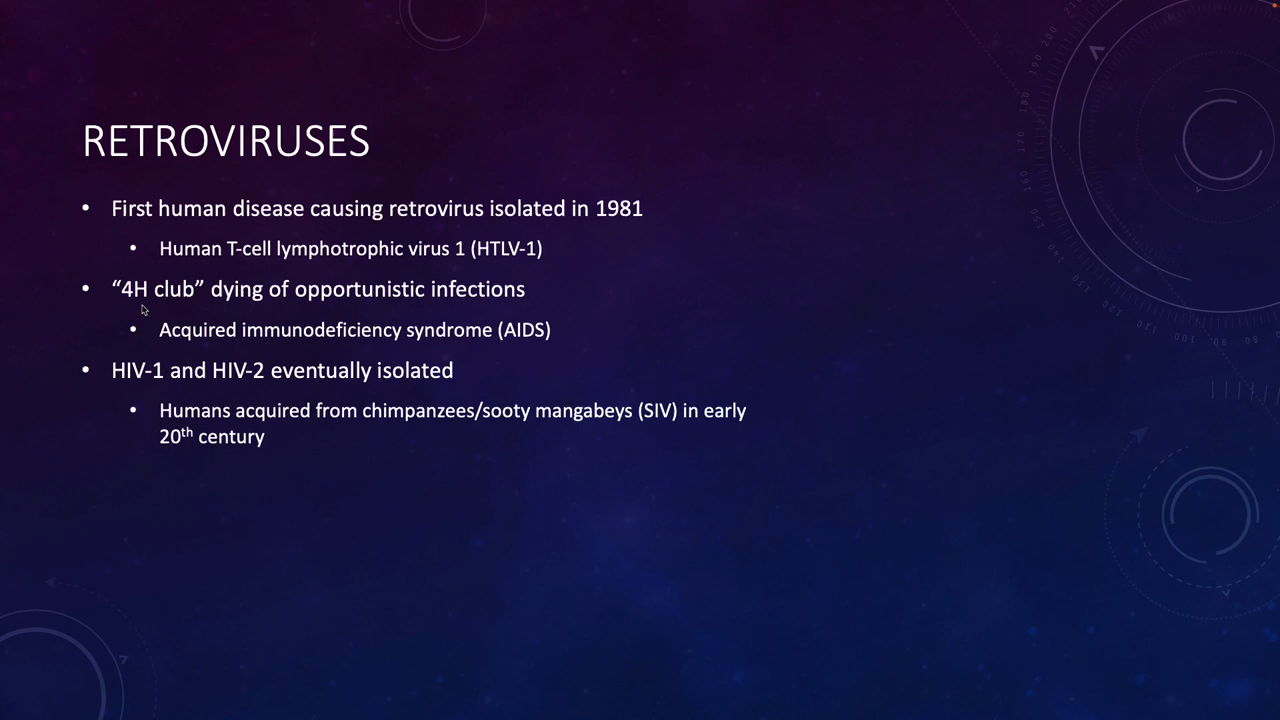 RETROVIRUSES
• First human disease causing retrovirus isolated in 1981
• Human T-cell lymphotrophic virus 1 (HTLV-1)
• “4H club” dying of opportunistic infections
• Acquired immunodeficiency syndrome (AIDS)
• HIV-1 and HIV-2 eventually isolated
• Humans acquired from chimpanzees/sooty mangabeys (SIV) in early
20th century